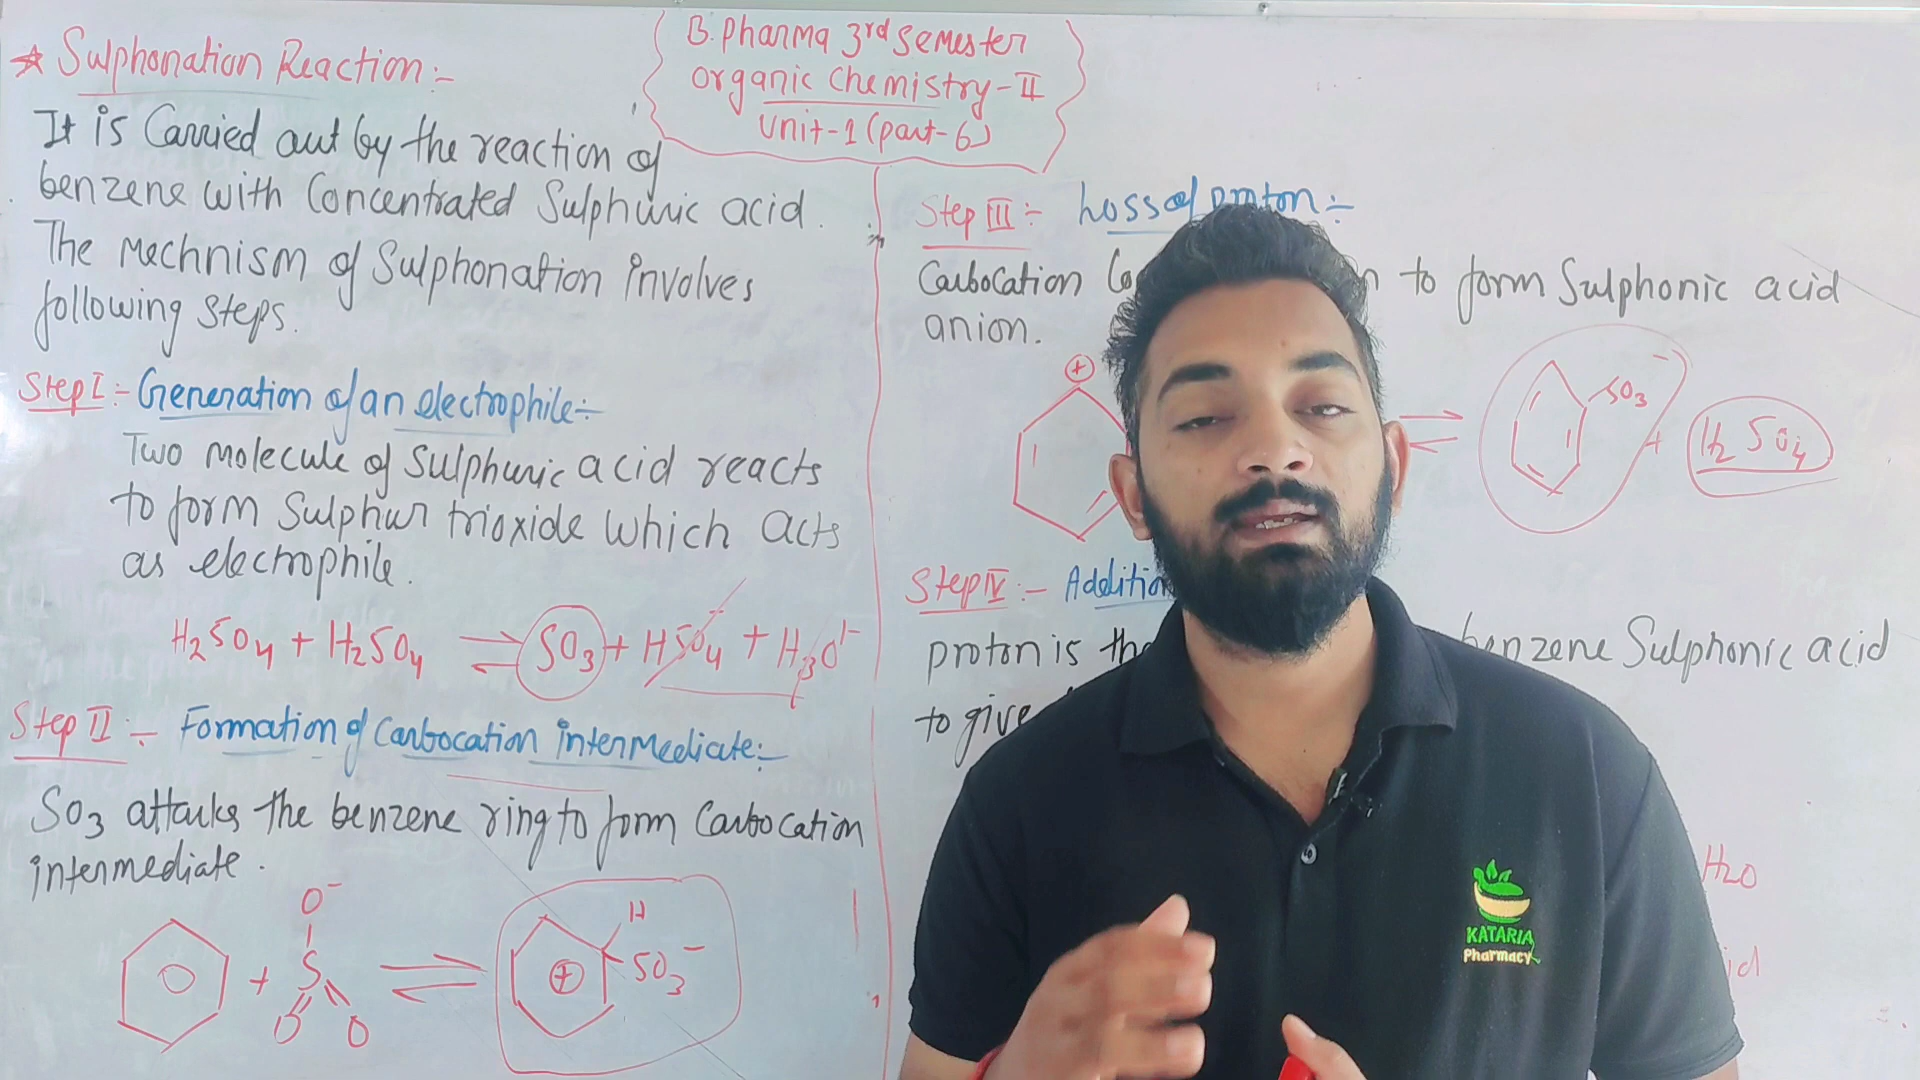 B. Pharma 3rd Semester
Organic Chemistry-II
Unit-1 (part-6)
Sulphonation Reaction:-
It is Carried out by the reaction of
benzene with Concentrated Sulphuric acid.
The Mechnism of Sulphonation involves
following Steps.
Step I:- Generation of an electrophile:-
Two molecule of Sulphuric acid reacts
to form Sulphur trioxide which acts
as electrophile.
H2SO4 + H2SO4 ⇌ SO3 + HSO4 + H3O
Step II :- Formation of Carbocation intermediate:-
SO3 attacks the benzene ring to form Carbocation
intermediate.
O-
S
O O
+
⇌
H
+
SO3-
Step III :- Loss of proton:-
Carbocation to form Sulphonic acid
anion.
+
⇌
SO3
-
+ H2SO4
Step IV :- Addition
proton is benzene Sulphonic acid
to give
H2O
KATARIA
Pharmacy